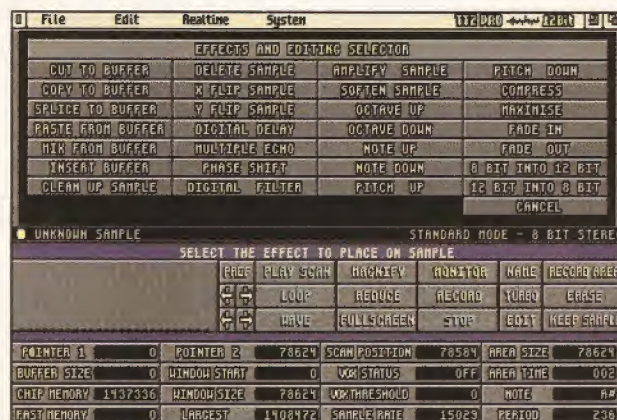 File Edit Realtime System TTZ PRO 12Bit
EFFECTS AND EDITING SELECTOR
CUT TO BUFFER DELETE SAMPLE AMPLIFY SAMPLE PITCH DOWN
COPY TO BUFFER X FLIP SAMPLE SOFTEN SAMPLE COMPRESS
SPLICE TO BUFFER Y FLIP SAMPLE OCTAVE UP MAXIMISE
PASTE FROM BUFFER DIGITAL DELAY OCTAVE DOWN FADE IN
MIX FROM BUFFER MULTIPLE ECHO NOTE UP FADE OUT
INSERT BUFFER PHASE SHIFT NOTE DOWN 8 BIT INTO 12 BIT
CLEAN UP SAMPLE DIGITAL FILTER PITCH UP 12 BIT INTO 8 BIT
CANCEL
UNKNOWN SAMPLE STANDARD MODE - 8 BIT STEREO
SELECT THE EFFECT TO PLACE ON SAMPLE
PREF PLAY SCAN MAGNIFY MONITOR NAME RECORD AREA
LOOP REDUCE RECORD TURBO ERASE
WAVE FULLSCREEN STOP EDIT KEEP SAMPL
POINTER 1 0 POINTER 2 78624 SCAN POSITION 78584 AREA SIZE 78624
BUFFER SIZE 0 WINDOW START 0 VOX STATUS OFF AREA TIME 002
CHIP MEMORY 1437336 WINDOW SIZE 78624 VOX THRESHOLD 0 NOTE A#
FAST MEMORY 0 LARGEST 1408472 SAMPLE RATE 15029 PERIOD 236